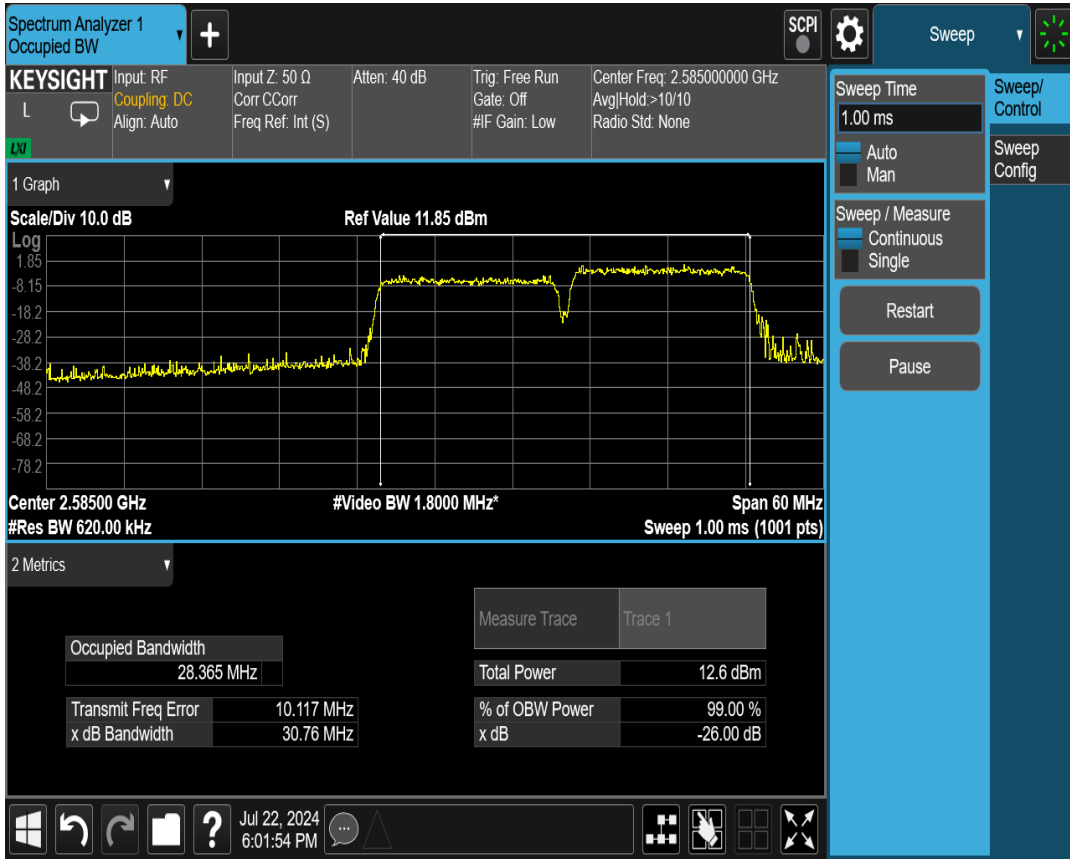 Spectrum Analyzer 1
Occupied BW
+
SCPI
Sweep
KEYSIGHT
L
LXI
Input: RF
Coupling: DC
Align: Auto
Input Z: 50 Ω
Corr CCorr
Freq Ref: Int (S)
Atten: 40 dB
Trig: Free Run
Gate: Off
#IF Gain: Low
Center Freq: 2.585000000 GHz
Avg|Hold:>10/10
Radio Std: None
Sweep Time
1.00 ms
Auto
Man
Sweep / Measure
Continuous
Single
Restart
Pause
Sweep/
Control
Sweep
Config
1 Graph
Scale/Div 10.0 dB
Ref Value 11.85 dBm
Log
1.85
-8.15
-18.2
-28.2
-38.2
-48.2
-58.2
-68.2
-78.2
Center 2.58500 GHz
#Video BW 1.8000 MHz*
Span 60 MHz
#Res BW 620.00 kHz
Sweep 1.00 ms (1001 pts)
2 Metrics
Measure Trace
Trace 1
Occupied Bandwidth
28.365 MHz
Total Power
12.6 dBm
Transmit Freq Error
10.117 MHz
% of OBW Power
99.00 %
x dB Bandwidth
30.76 MHz
x dB
-26.00 dB
?
Jul 22, 2024
6:01:54 PM